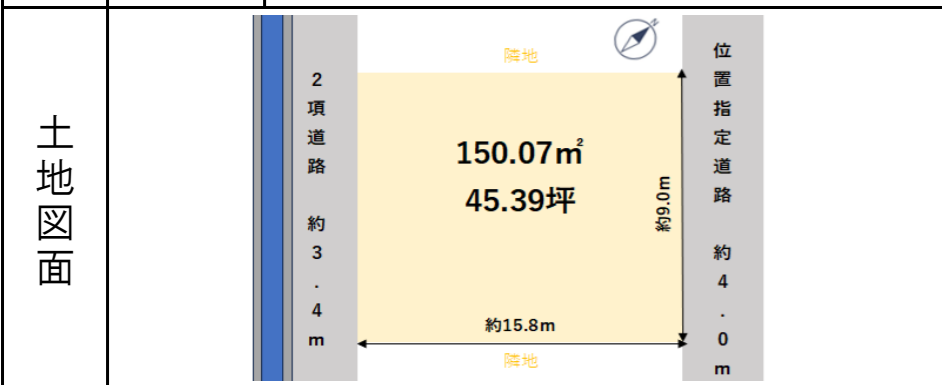 土地図面
隣地
N
2項道路 約3.4m
150.07㎡
45.39坪
約9.0m
位置指定道路 約4.0m
約15.8m
隣地